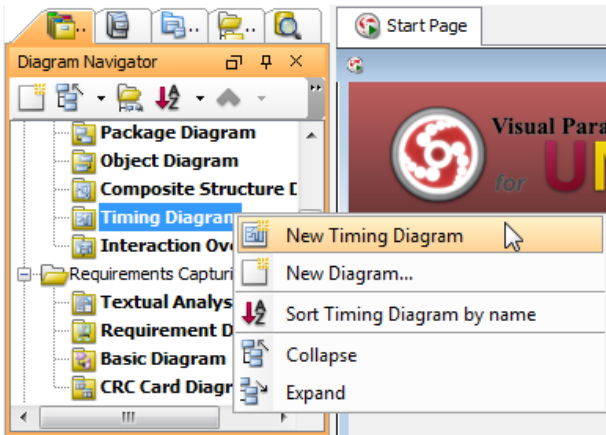 Start Page
Diagram Navigator
Visual Para
for U
Package Diagram
Object Diagram
Composite Structure
Timing Diagram
Interaction Ov
Requirements Capturi
Textual Analys
Requirement D
Basic Diagram
CRC Card Diagr
New Timing Diagram
New Diagram...
Sort Timing Diagram by name
Collapse
Expand